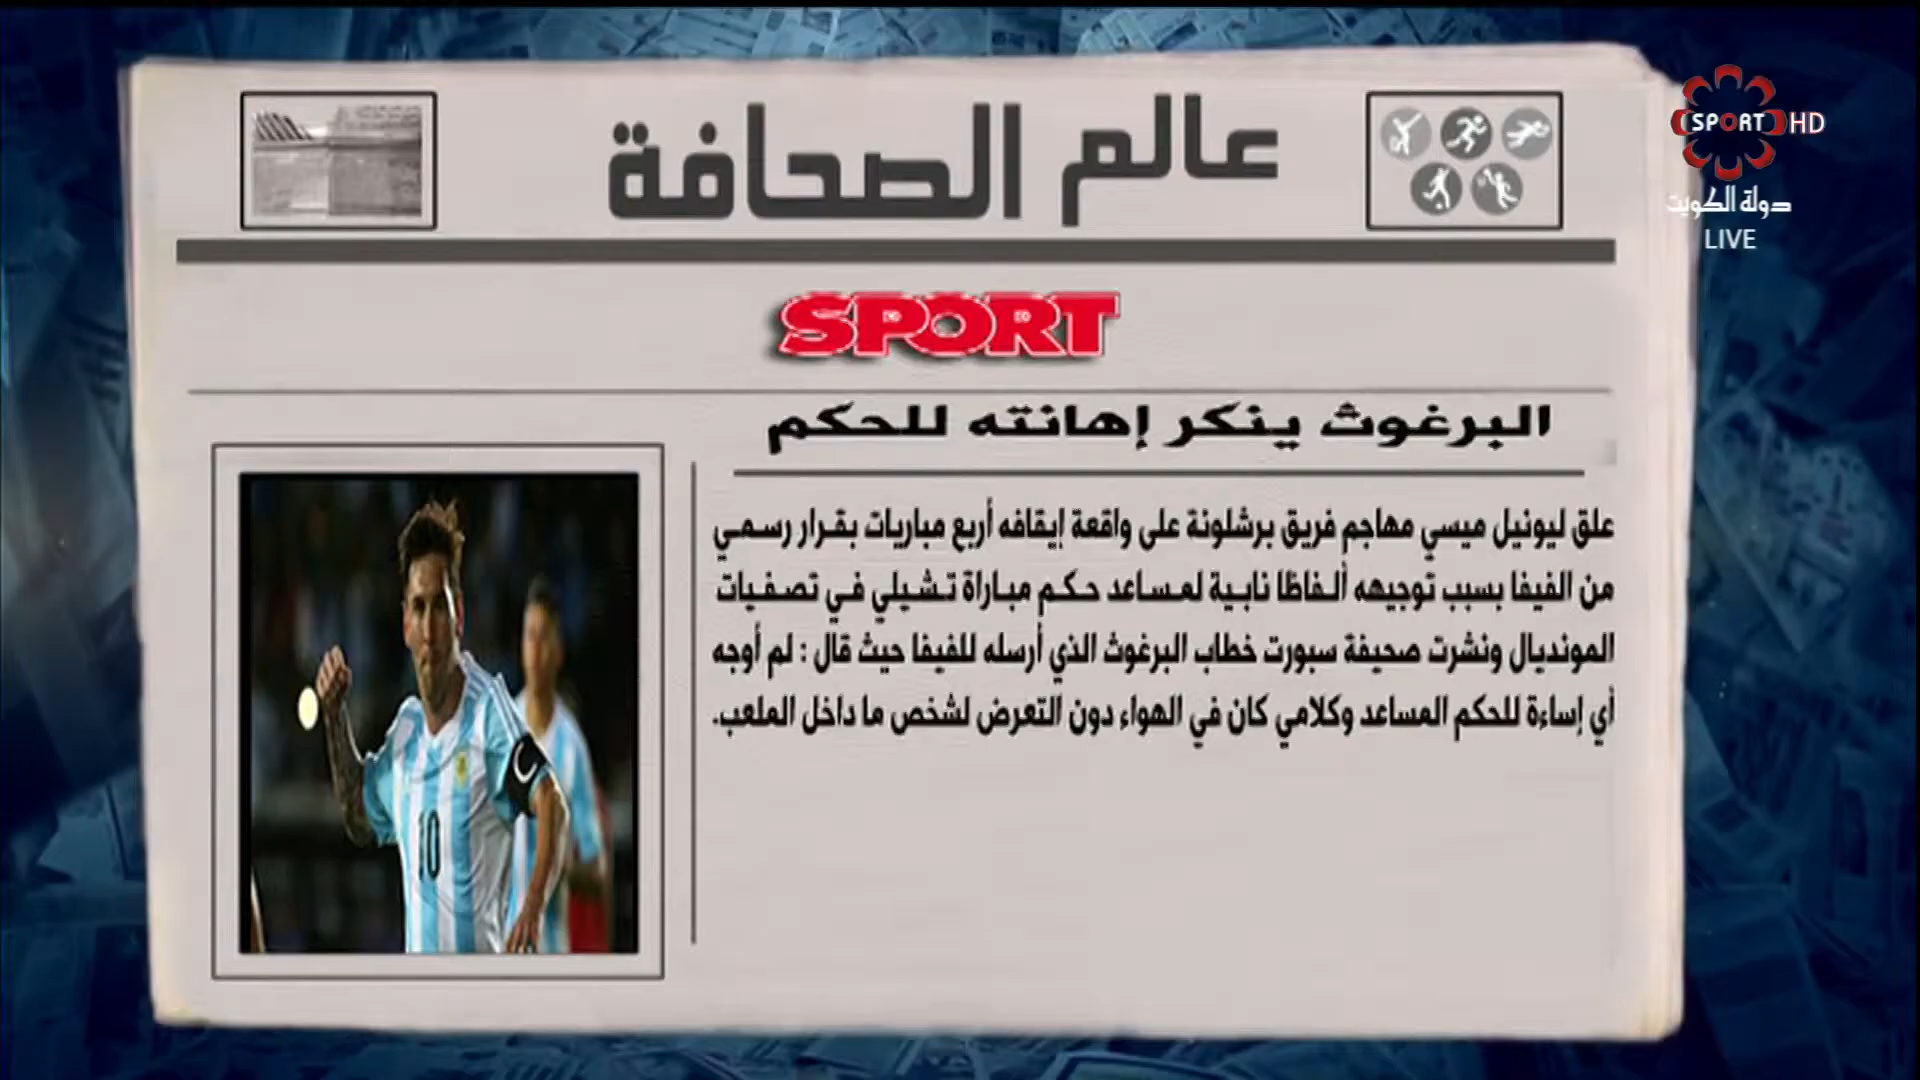 عالم الصحافة
SPORT HD
دولة الكويت
LIVE
SPORT
البرغوث ينكر إهانته للحكم
علق ليونيل ميسي مهاجم فريق برشلونة على واقعة إيقافه أربع مباريات بقرار رسمي
من الفيفا بسبب توجيهه ألفاظا نابية لمساعد حكم مباراة تشيلي في تصفيات
المونديال ونشرت صحيفة سبورت خطاب البرغوث الذي أرسله للفيفا حيث قال : لم أوجه
أي إساءة للحكم المساعد وكلامي كان في الهواء دون التعرض لشخص ما داخل الملعب.
10